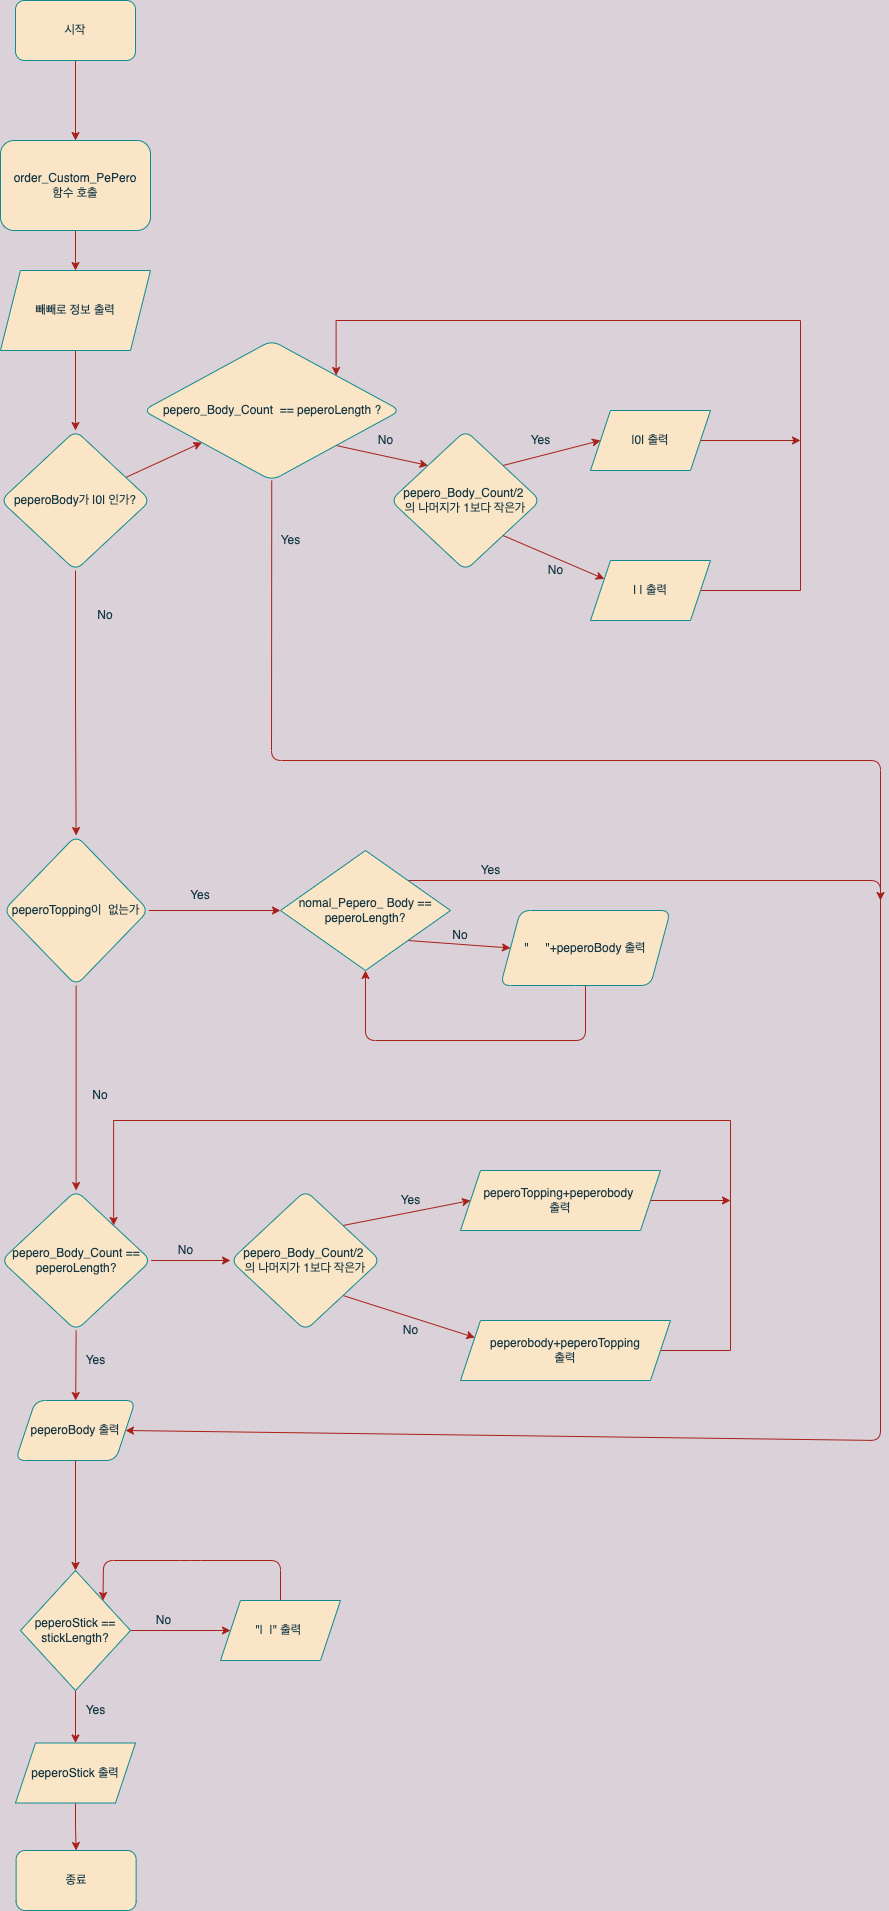 시작
order_Custom_PePero
함수 호출
빼빼로 정보 출력
pepero_Body_Count == peperoLength ?
peperoBody가 |0| 인가?
No
pepero_Body_Count/2
의 나머지가 1보다 작은가
Yes
|0| 출력
No
| | 출력
Yes
No
peperoTopping이 없는가
Yes
nomal_Pepero_ Body ==
peperoLength?
Yes
No
" "+peperoBody 출력
No
pepero_Body_Count ==
peperoLength?
No
pepero_Body_Count/2
의 나머지가 1보다 작은가
Yes
peperoTopping+peperobody
출력
No
peperobody+peperoTopping
출력
Yes
peperoBody 출력
peperoStick ==
stickLength?
No
"| |" 출력
Yes
peperoStick 출력
종료